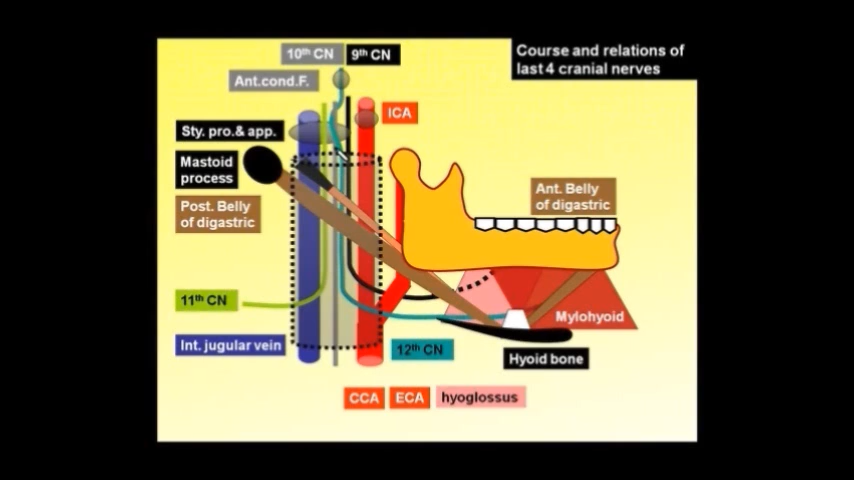 10th CN
9th CN
Course and relations of
last 4 cranial nerves
Ant.cond.F.
ICA
Sty. pro.& app.
Mastoid
process
Ant. Belly
of digastric
Post. Belly
of digastric
11th CN
Mylohyoid
Int. jugular vein
12th CN
Hyoid bone
CCA
ECA
hyoglossus